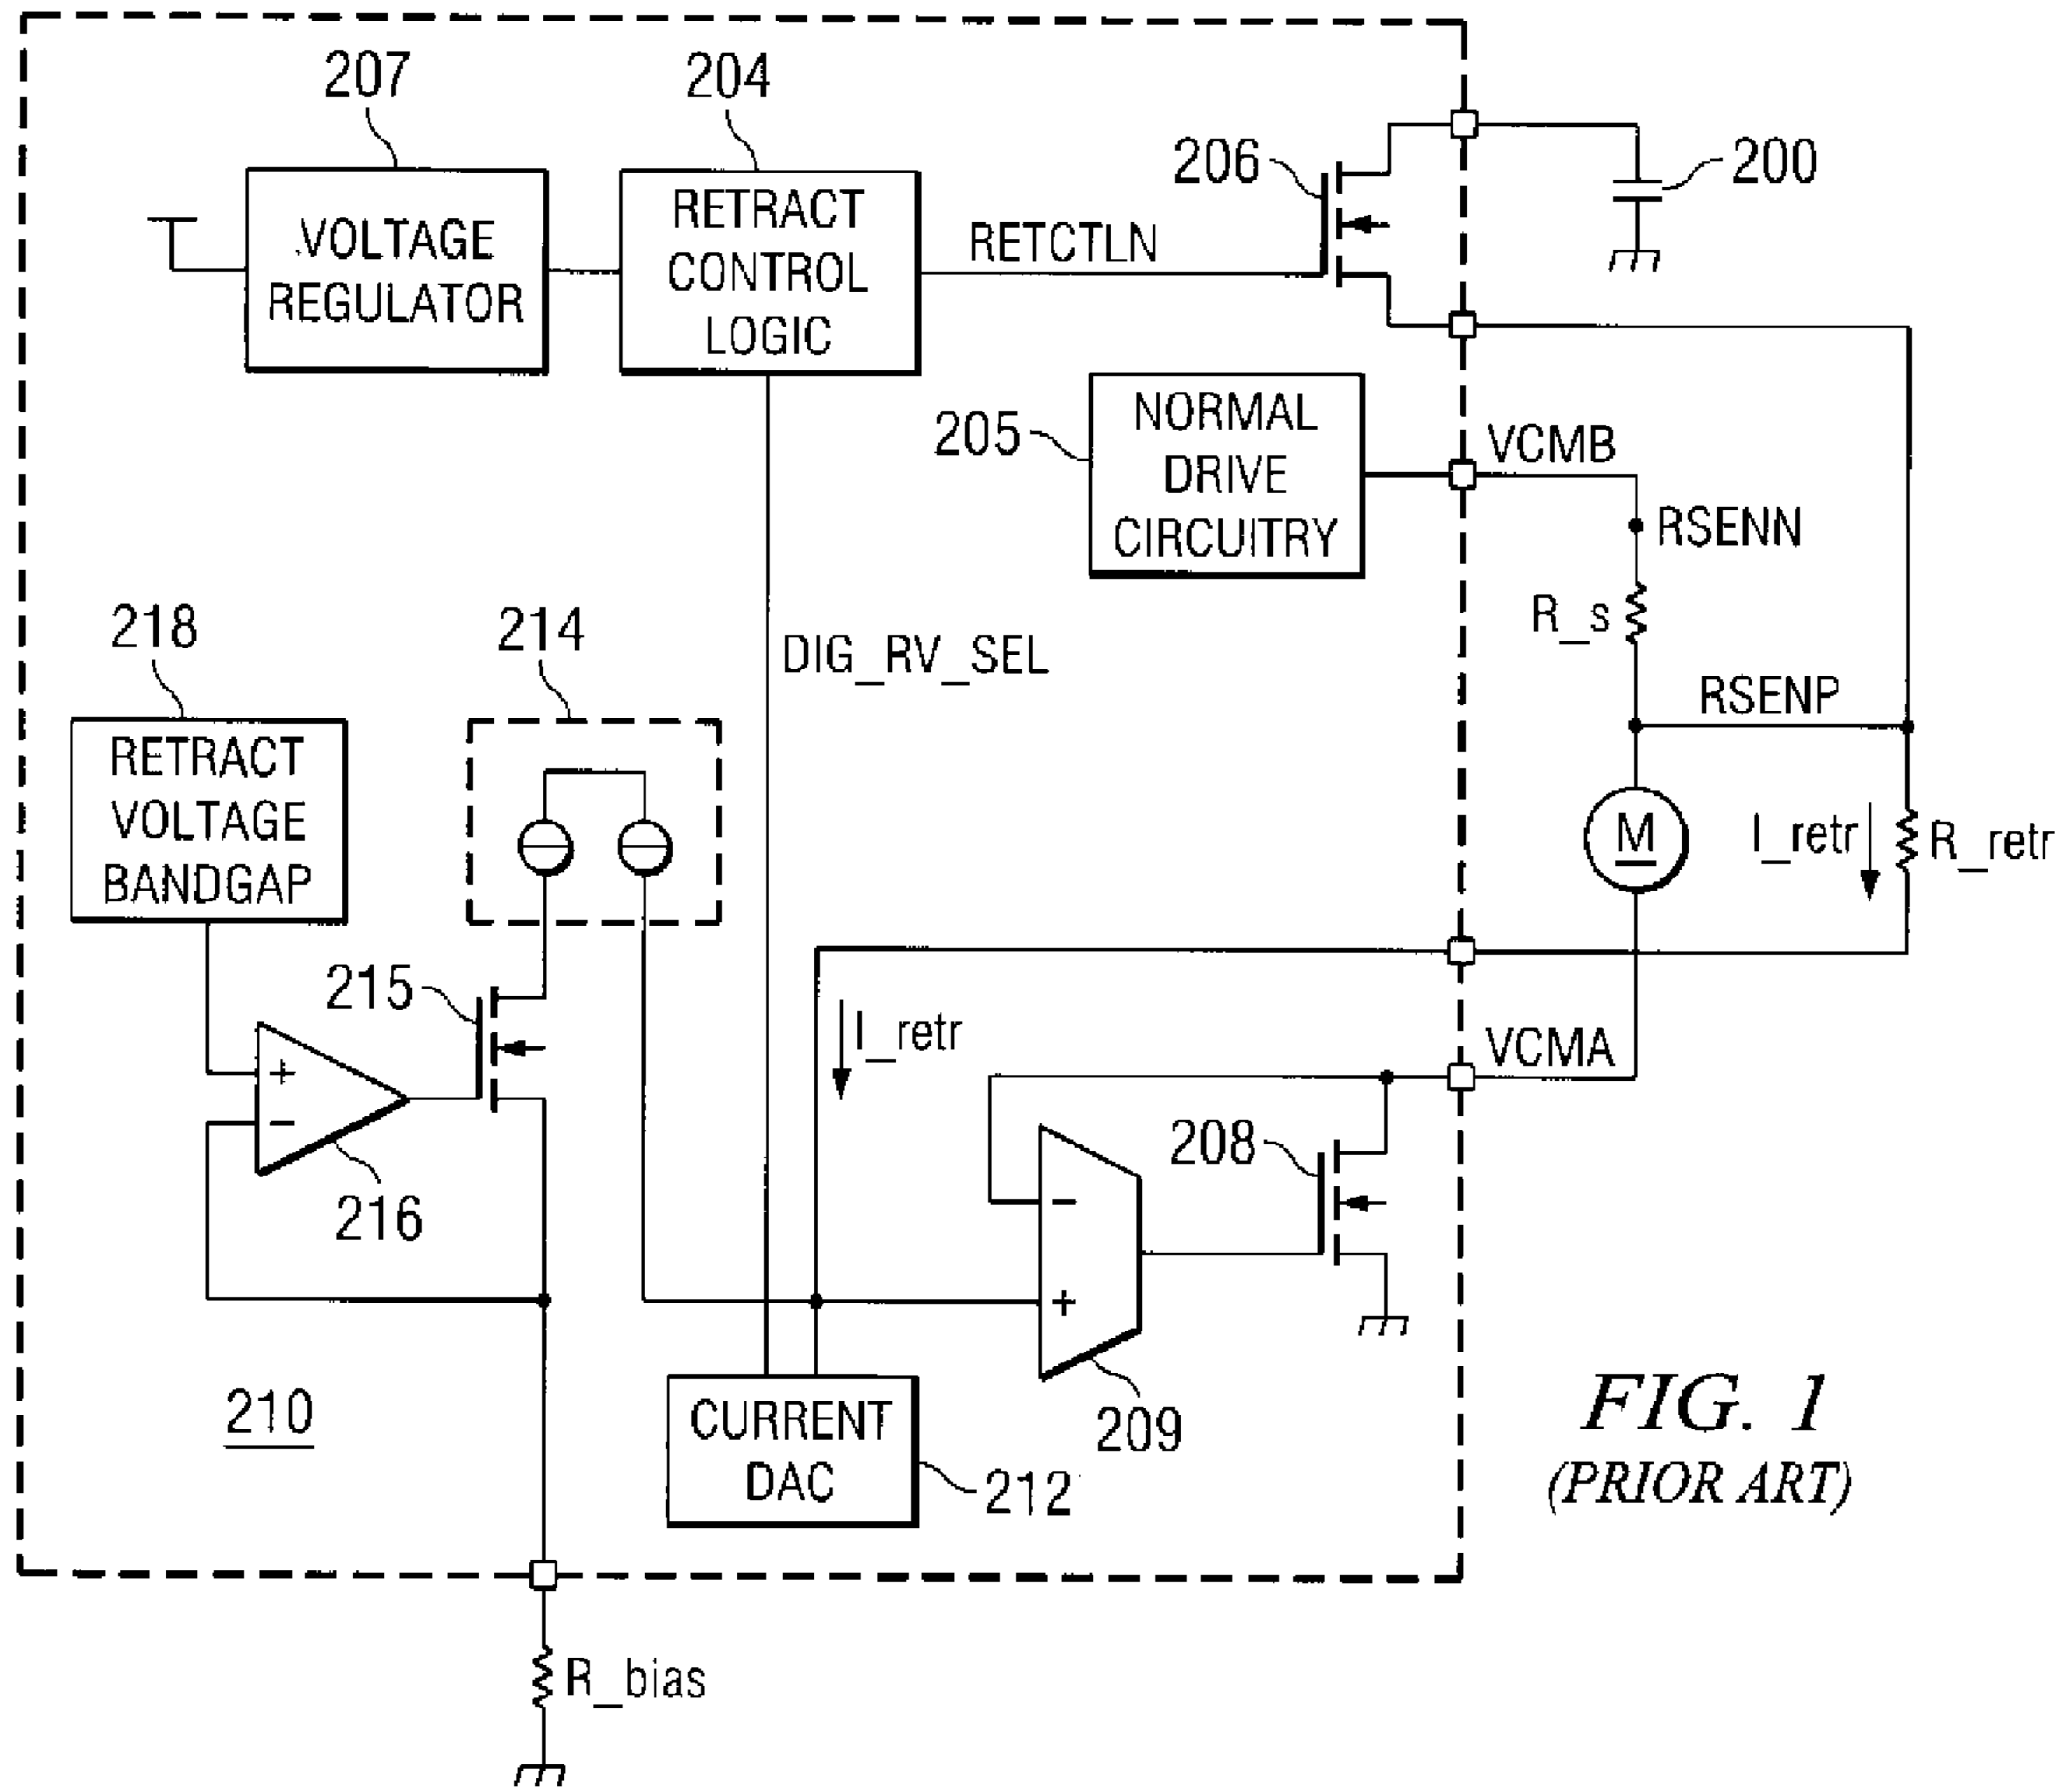 207
204
206
200
VOLTAGE
REGULATOR
RETRACT
CONTROL
LOGIC
RETCTLN
205
NORMAL
DRIVE
CIRCUITRY
VCMB
RSENN
R_s
218
214
DIG_RV_SEL
RSENP
RETRACT
VOLTAGE
BANDGAP
M
I_retr
R_retr
215
I_retr
VCMA
+
-
216
208
-
+
209
210
CURRENT
DAC
212
R_bias
FIG. 1
(PRIOR ART)